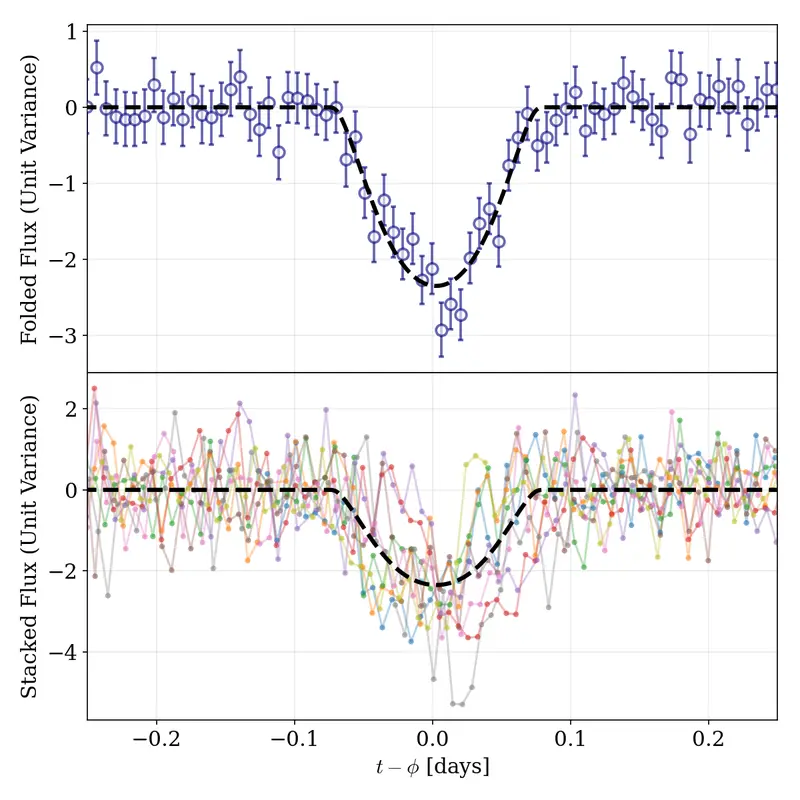 Folded Flux (Unit Variance)
1
0
−1
−2
−3
Stacked Flux (Unit Variance)
2
0
−2
−4
−0.2 −0.1 0.0 0.1 0.2
t − ϕ [days]